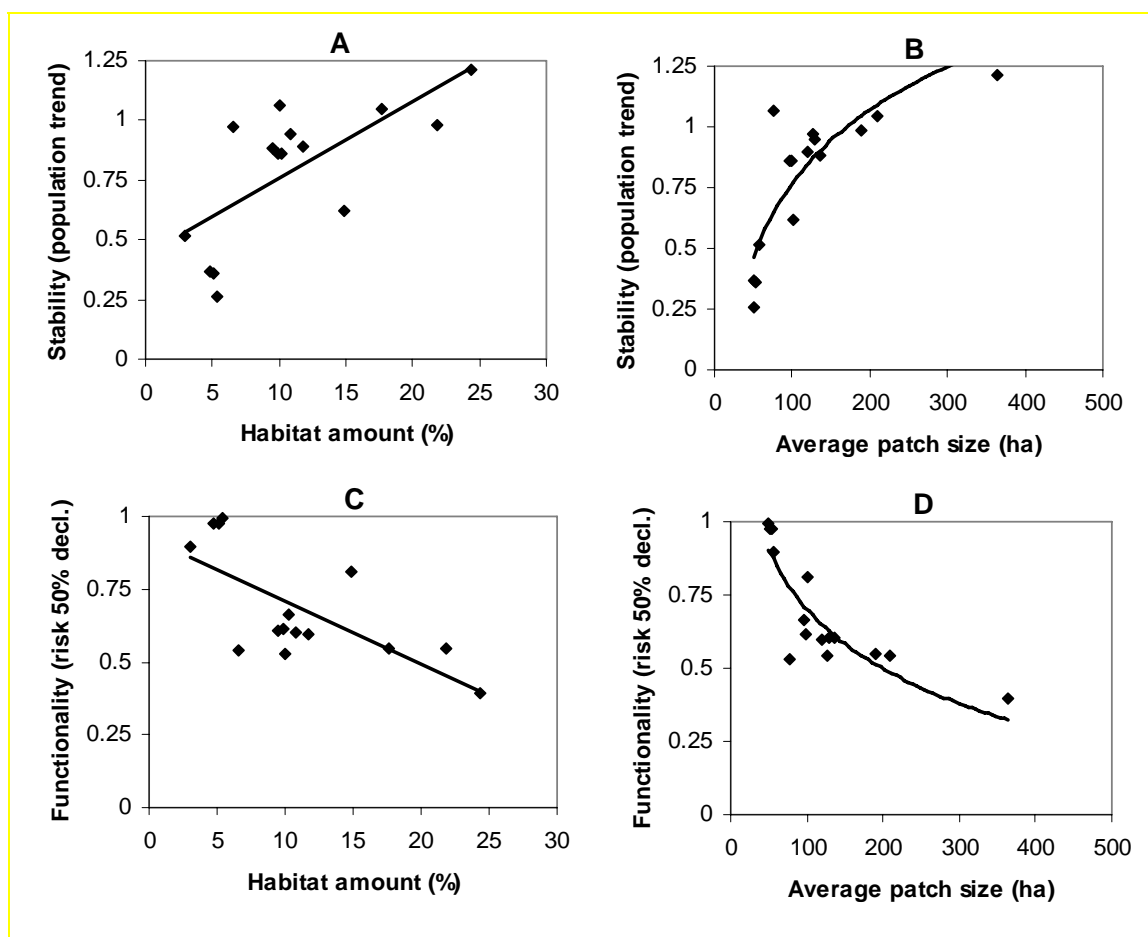 A
1.25
1
0.75
0.5
0.25
0
0 5 10 15 20 25 30
Habitat amount (%)
Stability (population trend)
B
1.25
1
0.75
0.5
0.25
0
0 100 200 300 400 500
Average patch size (ha)
Stability (population trend)
C
1
0.75
0.5
0.25
0
0 5 10 15 20 25 30
Habitat amount (%)
Functionality (risk 50% decl.)
D
1
0.75
0.5
0.25
0
0 100 200 300 400 500
Average patch size (ha)
Functionality (risk 50% decl.)